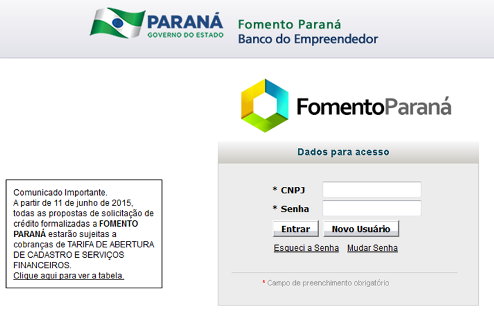 PARANÁ
GOVERNO DO ESTADO
Fomento Paraná
Banco do Empreendedor
FomentoParaná
Dados para acesso
* CNPJ
* Senha
Entrar Novo Usuário
Esqueci a Senha Mudar Senha
* Campo de preenchimento obrigatório
Comunicado Importante.
A partir de 11 de junho de 2015,
todas as propostas de solicitação de
crédito formalizadas a FOMENTO
PARANÁ estarão sujeitas a
cobranças de TARIFA DE ABERTURA
DE CADASTRO E SERVIÇOS
FINANCEIROS.
Clique aqui para ver a tabela.